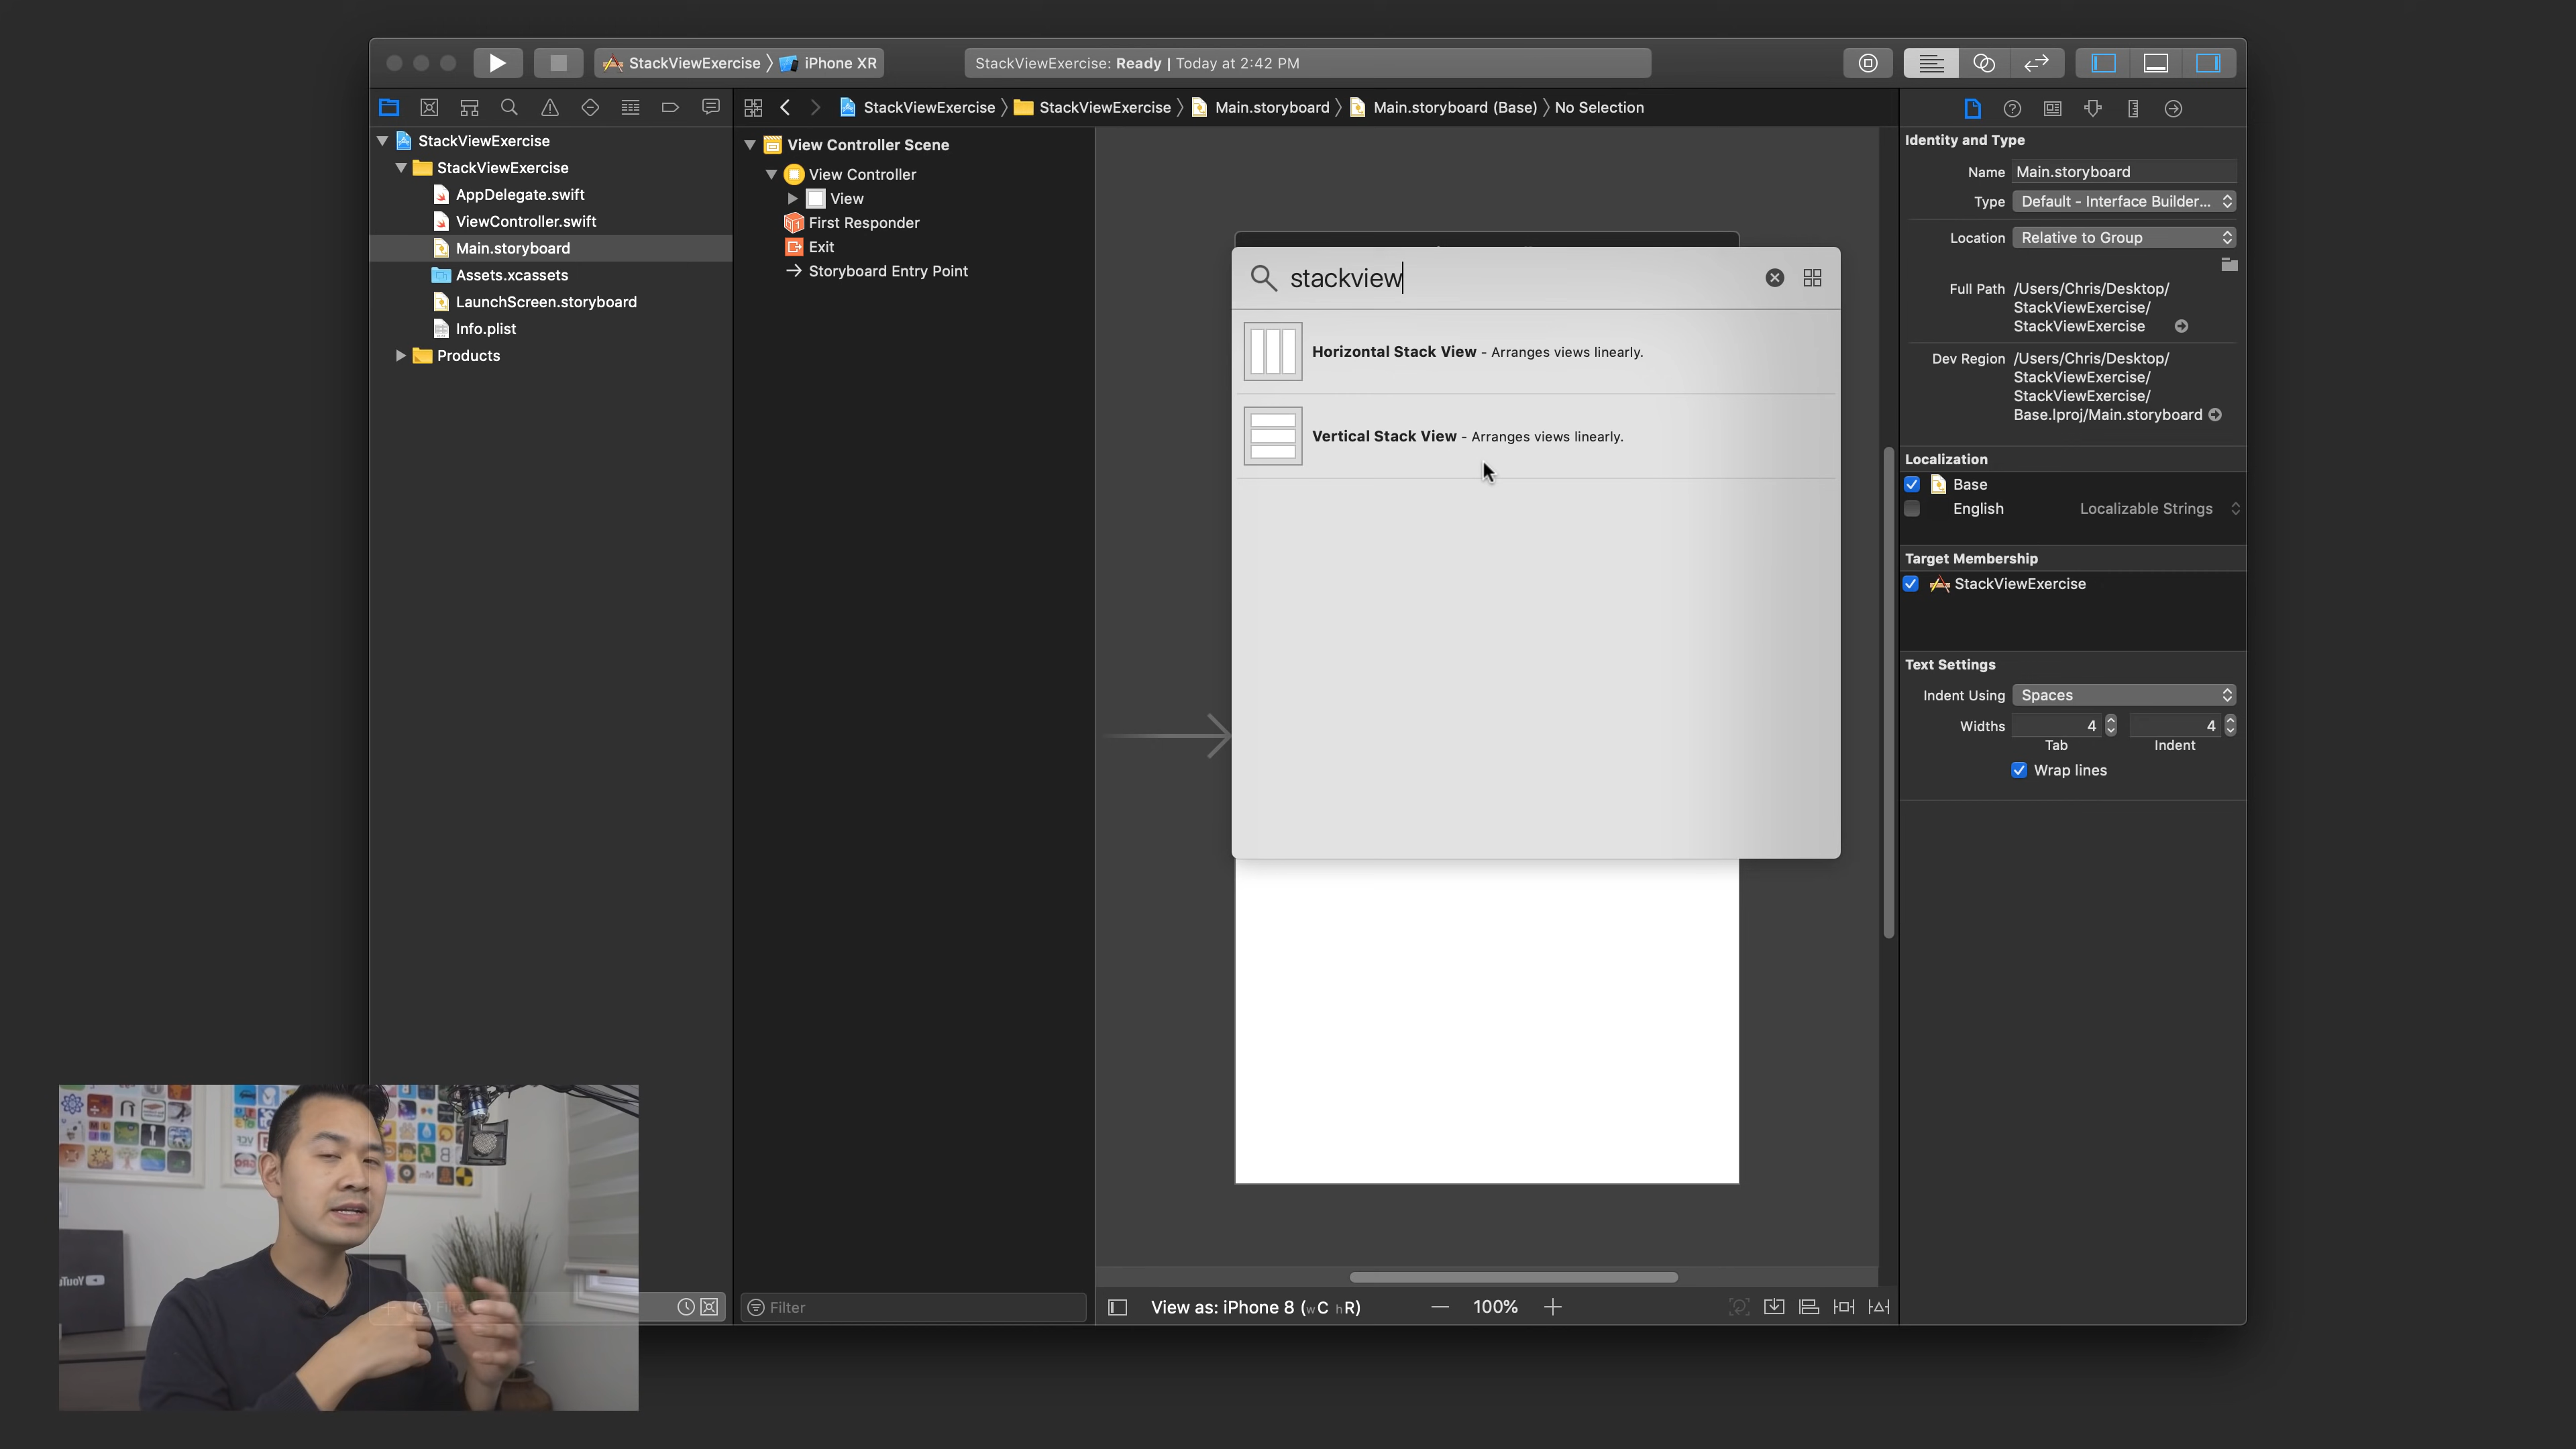 StackViewExercise
iPhone XR
StackViewExercise: Ready | Today at 2:42 PM
StackViewExercise
StackViewExercise
Main.storyboard
Main.storyboard (Base)
No Selection
StackViewExercise
StackViewExercise
AppDelegate.swift
ViewController.swift
Main.storyboard
Assets.xcassets
LaunchScreen.storyboard
Info.plist
Products
View Controller Scene
View Controller
View
First Responder
Exit
Storyboard Entry Point
stackview
Horizontal Stack View - Arranges views linearly.
Vertical Stack View - Arranges views linearly.
Identity and Type
Name Main.storyboard
Type Default - Interface Builder...
Location Relative to Group
Full Path /Users/Chris/Desktop/
StackViewExercise/
StackViewExercise
Dev Region /Users/Chris/Desktop/
StackViewExercise/
StackViewExercise/
Base.lproj/Main.storyboard
Localization
Base
English Localizable Strings
Target Membership
StackViewExercise
Text Settings
Indent Using Spaces
Widths 4 4
Tab Indent
Wrap lines
Filter
View as: iPhone 8 (wC hR)
100%